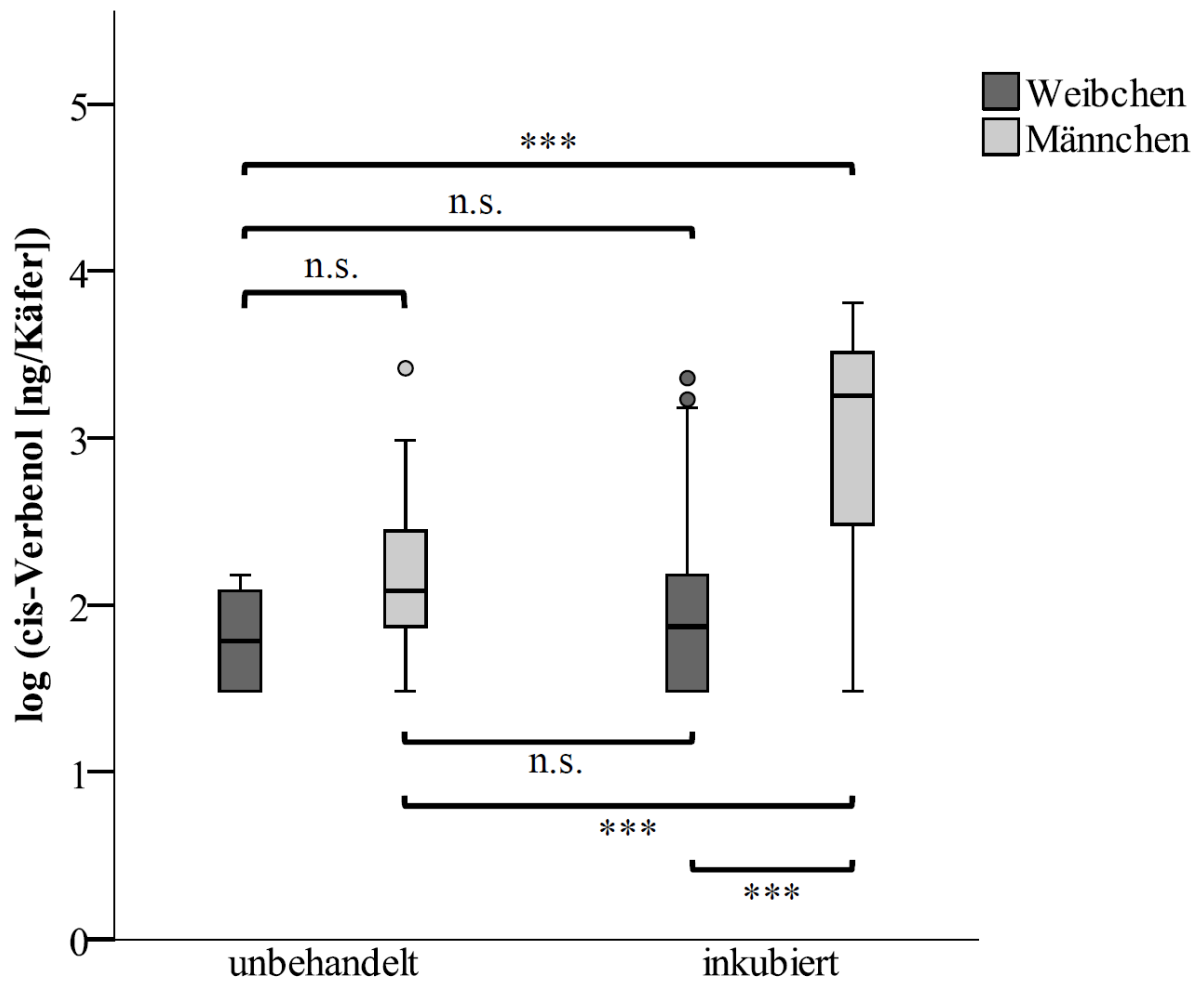 Weibchen
Männchen
5
4
3
2
1
0
log (cis-Verbenol [ng/Käfer])
***
n.s.
n.s.
n.s.
***
***
unbehandelt
inkubiert